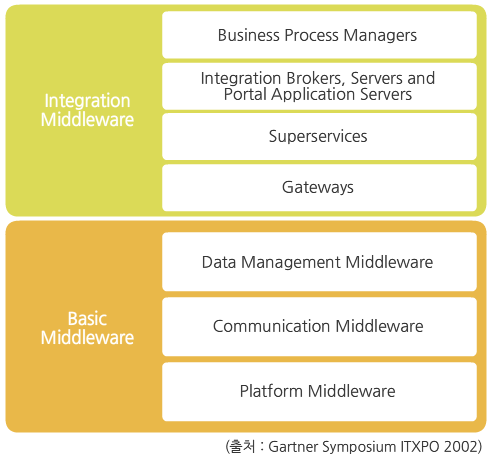 Integration
Middleware
Business Process Managers
Integration Brokers, Servers and
Portal Application Servers
Superservices
Gateways
Basic
Middleware
Data Management Middleware
Communication Middleware
Platform Middleware
(출처 : Gartner Symposium ITXPO 2002)